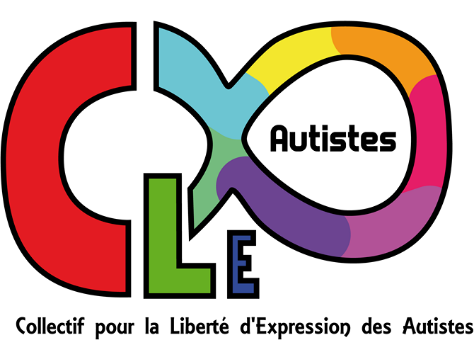 CLE
Autistes
Collectif pour la Liberté d'Expression des Autistes